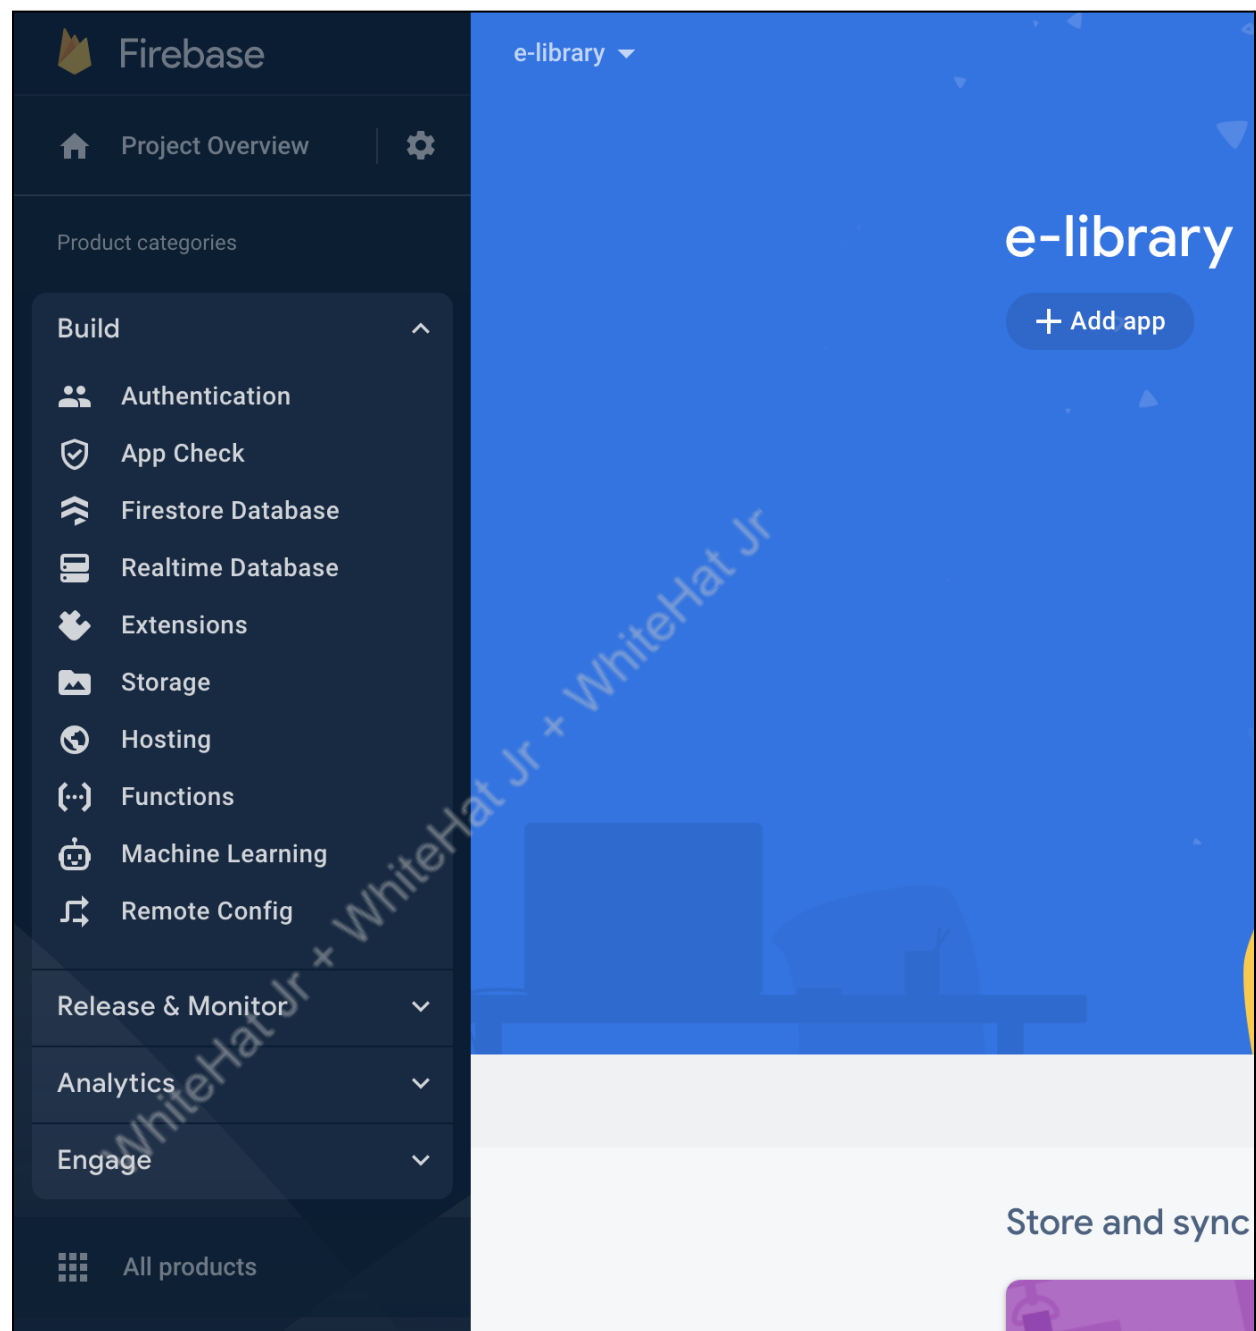 Firebase
e-library
Project Overview
Product categories
e-library
+ Add app
Build
Authentication
App Check
Firestore Database
Realtime Database
Extensions
Storage
Hosting
Functions
Machine Learning
Remote Config
Release & Monitor
Analytics
Engage
All products
Store and sync
WhiteHat Jr + WhiteHat Jr + WhiteHat Jr